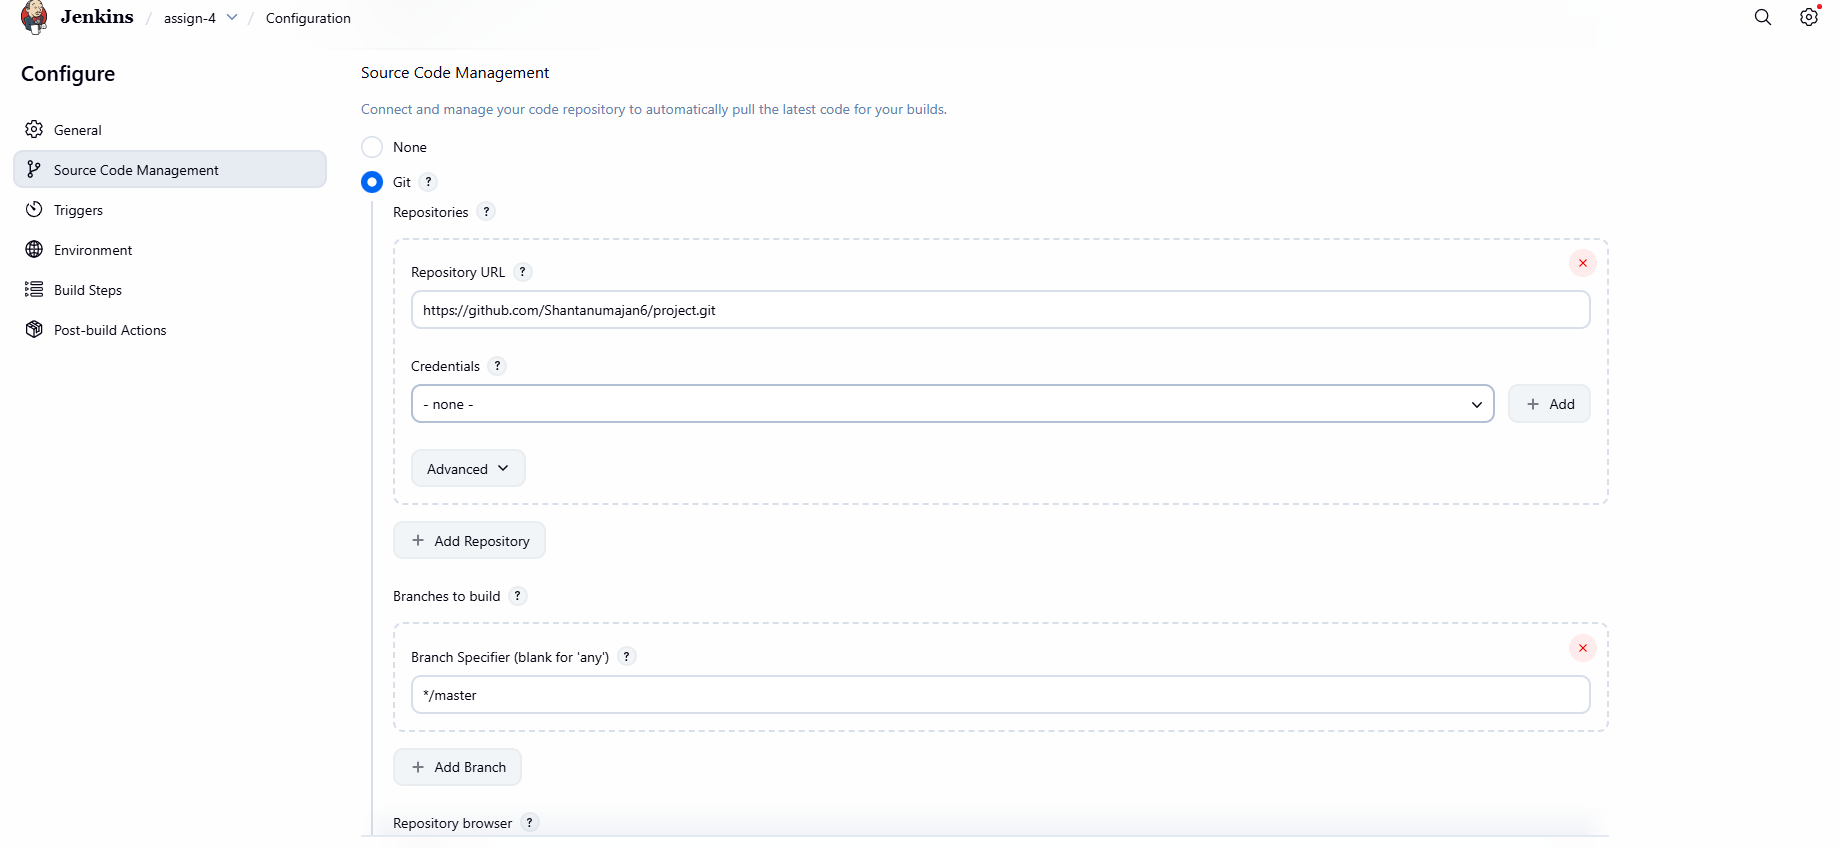 Jenkins / assign-4 / Configuration
Configure
General
Source Code Management
Triggers
Environment
Build Steps
Post-build Actions
Source Code Management
Connect and manage your code repository to automatically pull the latest code for your builds.
None
Git ?
Repositories ?
Repository URL ?
https://github.com/Shantanumajan6/project.git
Credentials ?
- none -
+ Add
Advanced
+ Add Repository
Branches to build ?
Branch Specifier (blank for 'any') ?
*/master
+ Add Branch
Repository browser ?